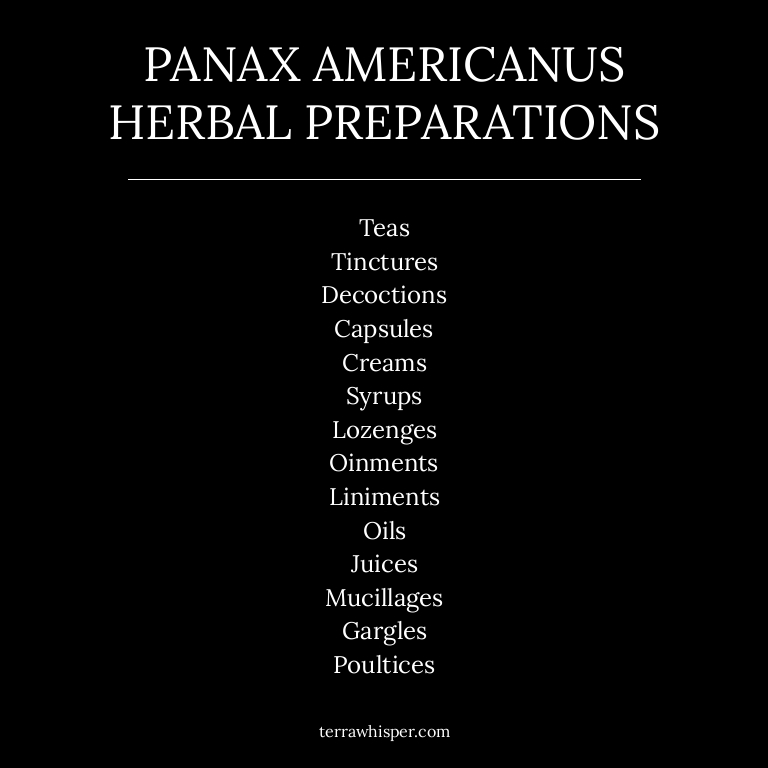 PANAX AMERICANUS
HERBAL PREPARATIONS
Teas
Tinctures
Decoctions
Capsules
Creams
Syrups
Lozenges
Oinments
Liniments
Oils
Juices
Mucillages
Gargles
Poultices
terrawhisper.com